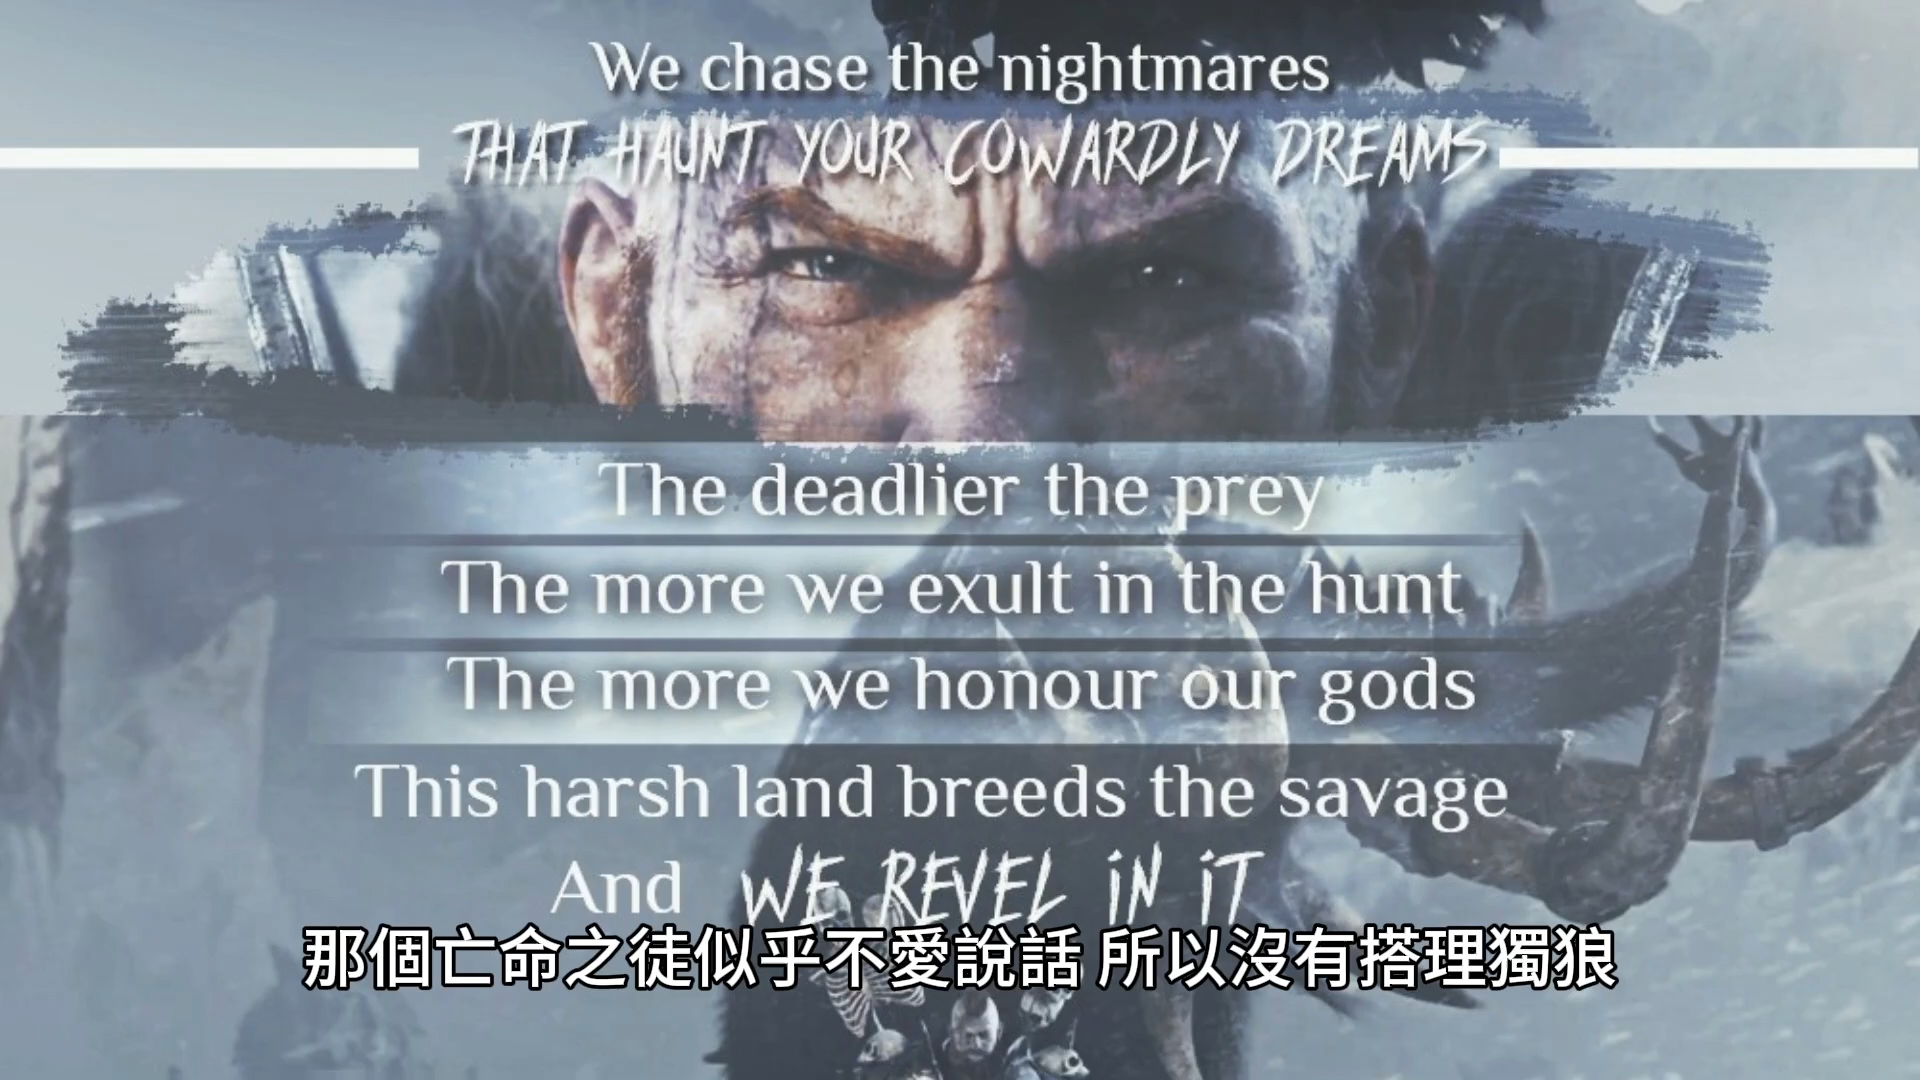 We chase the nightmares
THAT HAUNT YOUR COWARDLY DREAMS
The deadlier the prey
The more we exult in the hunt
The more we honour our gods
This harsh land breeds the savage
And WE REVEL iN iT
那個亡命之徒似乎不愛說話 所以沒有搭理獨狼